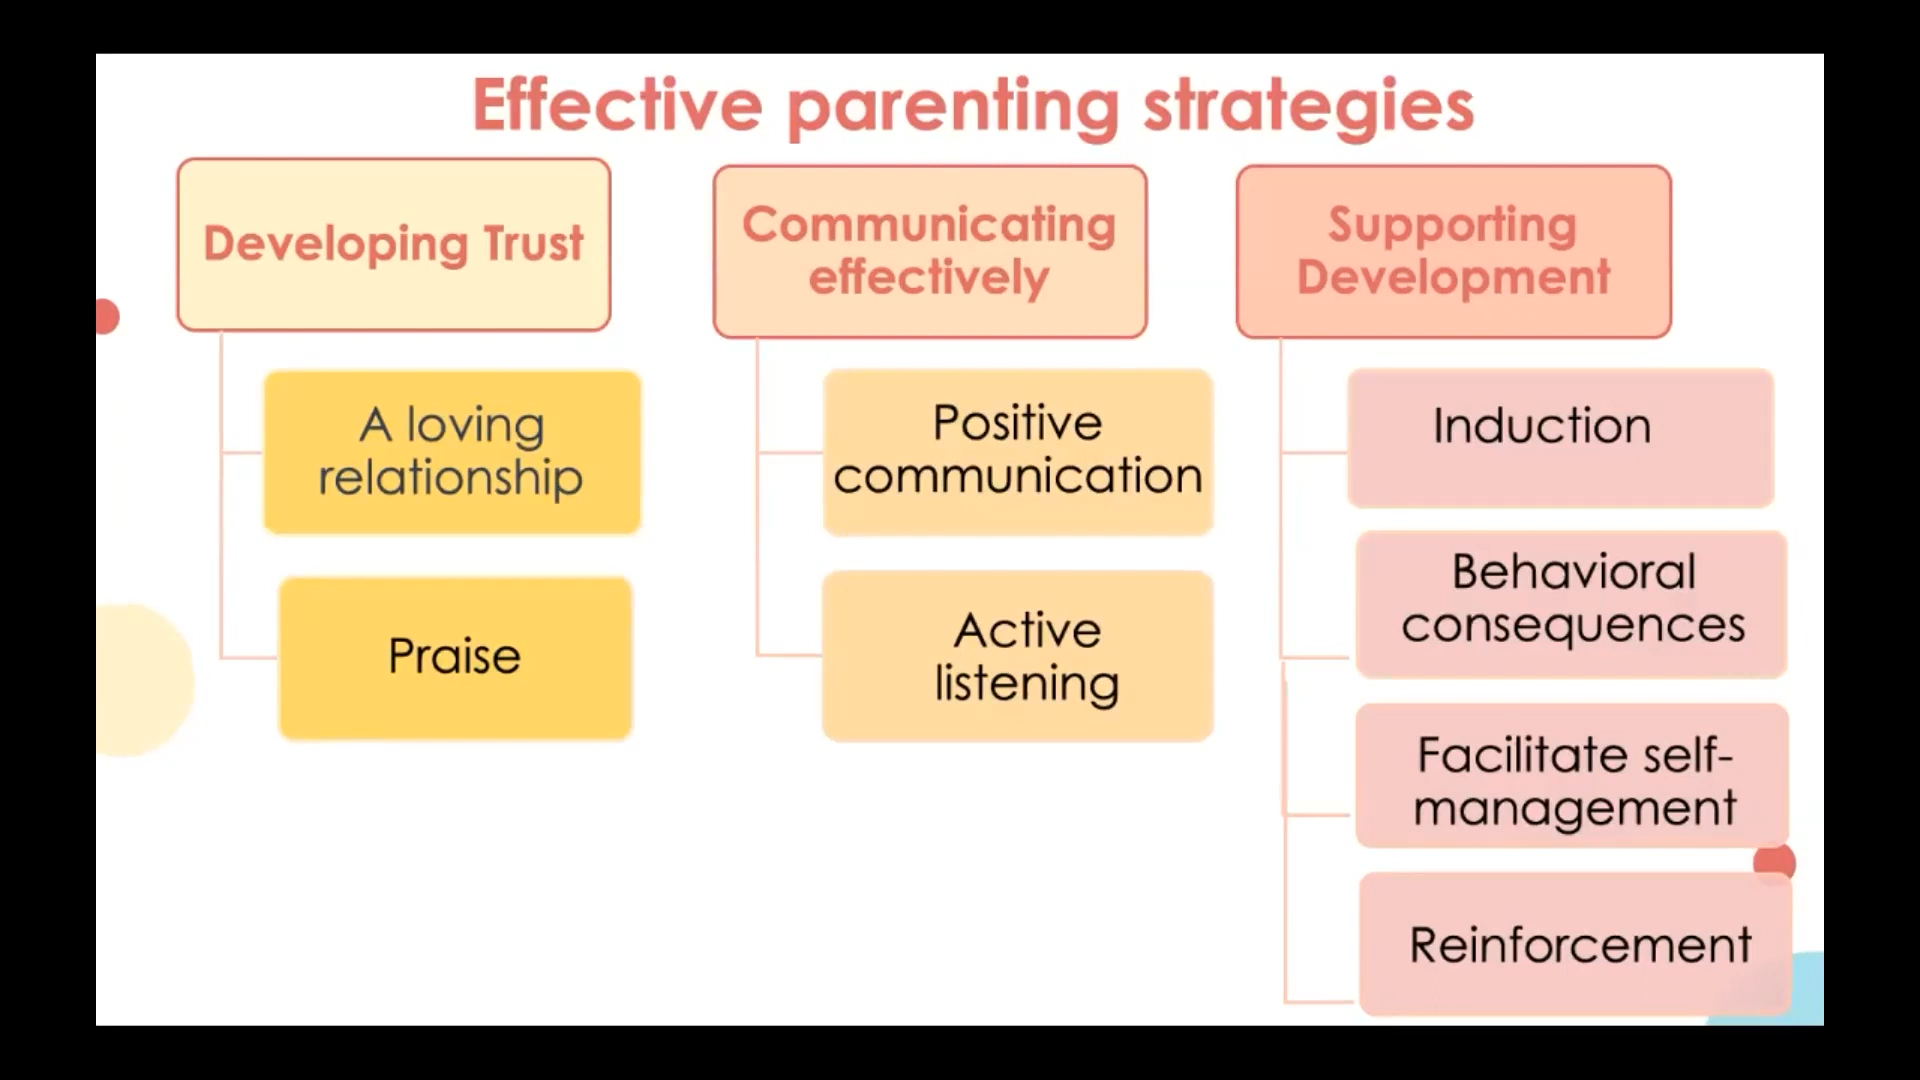 Effective parenting strategies
Developing Trust
A loving
relationship
Praise
Communicating
effectively
Positive
communication
Active
listening
Supporting
Development
Induction
Behavioral
consequences
Facilitate self-
management
Reinforcement